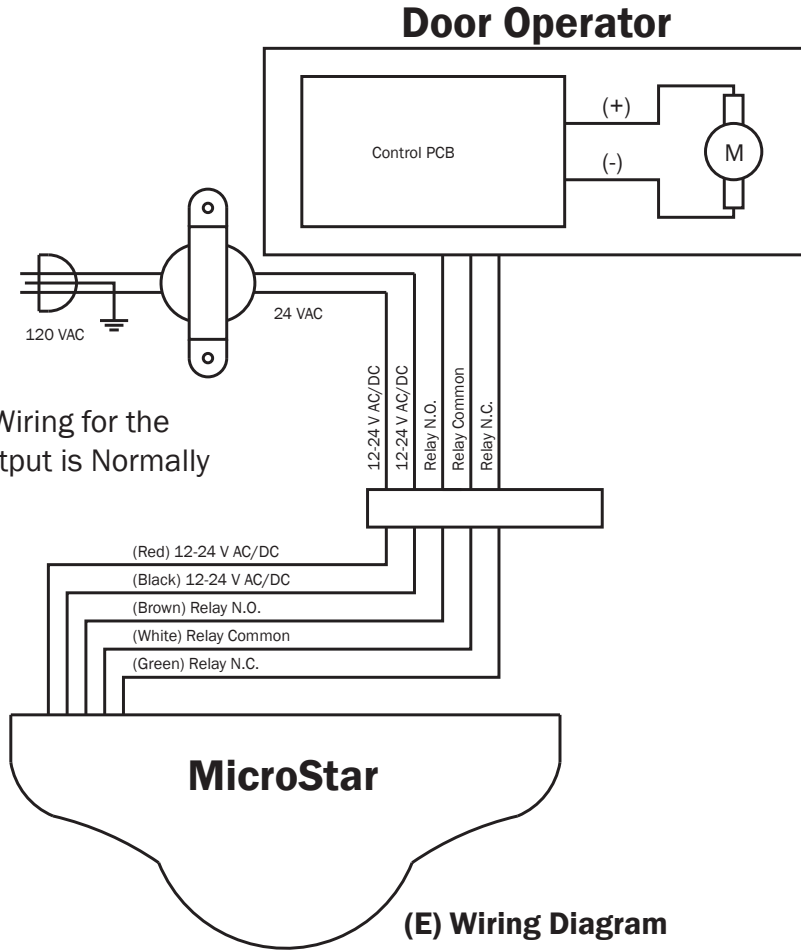 Door Operator
(+)
Control PCB
M
(-)
24 VAC
120 VAC
12-24 V AC/DC
12-24 V AC/DC
Relay N.O.
Relay Common
Relay N.C.
Wiring for the
is Normally
(Red) 12-24 V AC/DC
(Black) 12-24 V AC/DC
(Brown) Relay N.O.
(White) Relay Common
(Green) Relay N.C.
MicroStar
(E) Wiring Diagram